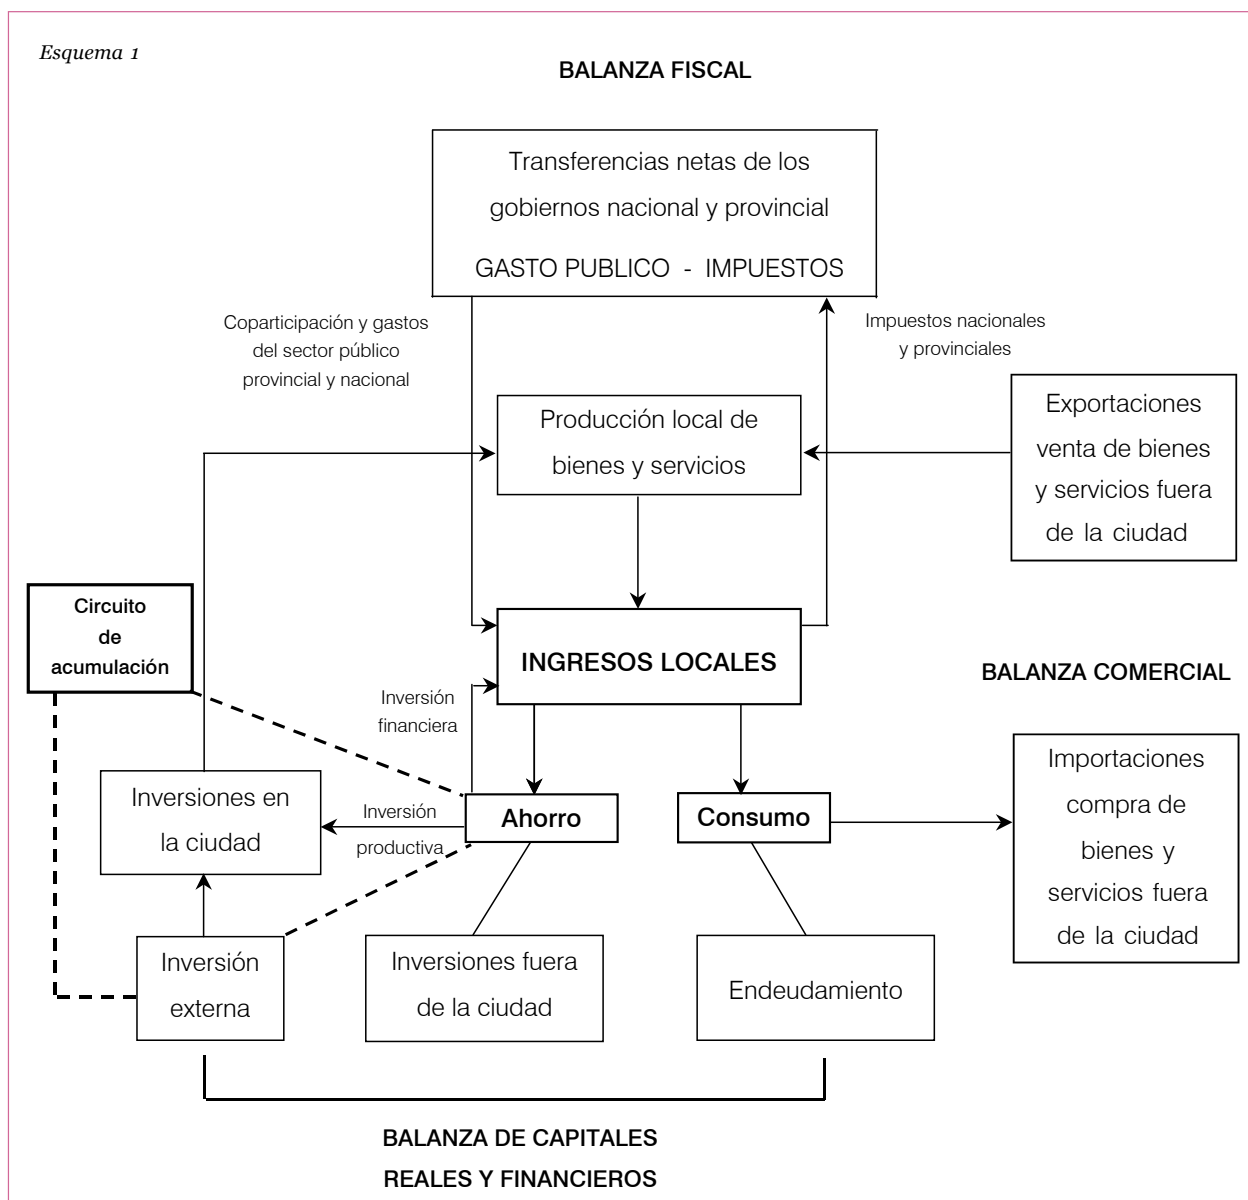 Esquema 1
BALANZA FISCAL
Transferencias netas de los
gobiernos nacional y provincial
GASTO PUBLICO - IMPUESTOS
Coparticipación y gastos
del sector público
provincial y nacional
Impuestos nacionales
y provinciales
Producción local de
bienes y servicios
Exportaciones
venta de bienes
y servicios fuera
de la ciudad
Circuito
de
acumulación
INGRESOS LOCALES
BALANZA COMERCIAL
Inversión
financiera
Inversiones en
la ciudad
Inversión
productiva
Ahorro
Consumo
Importaciones
compra de
bienes y
servicios fuera
de la ciudad
Inversión
externa
Inversiones fuera
de la ciudad
Endeudamiento
BALANZA DE CAPITALES
REALES Y FINANCIEROS